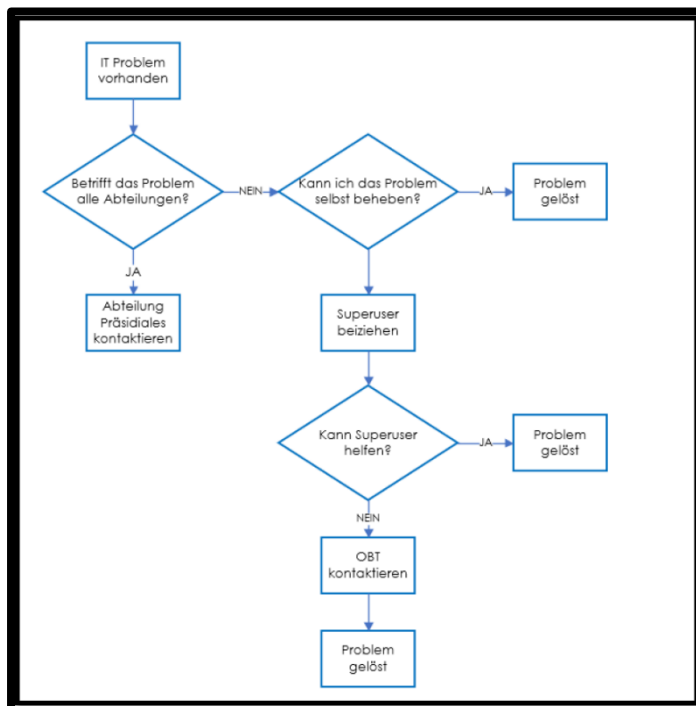 IT Problem
vorhanden
Betrifft das Problem
alle Abteilungen?
NEIN
Kann ich das Problem
selbst beheben?
JA
Problem
gelöst
JA
Abteilung
Präsidiales
kontaktieren
Superuser
beiziehen
Kann Superuser
helfen?
JA
Problem
gelöst
NEIN
OBT
kontaktieren
Problem
gelöst